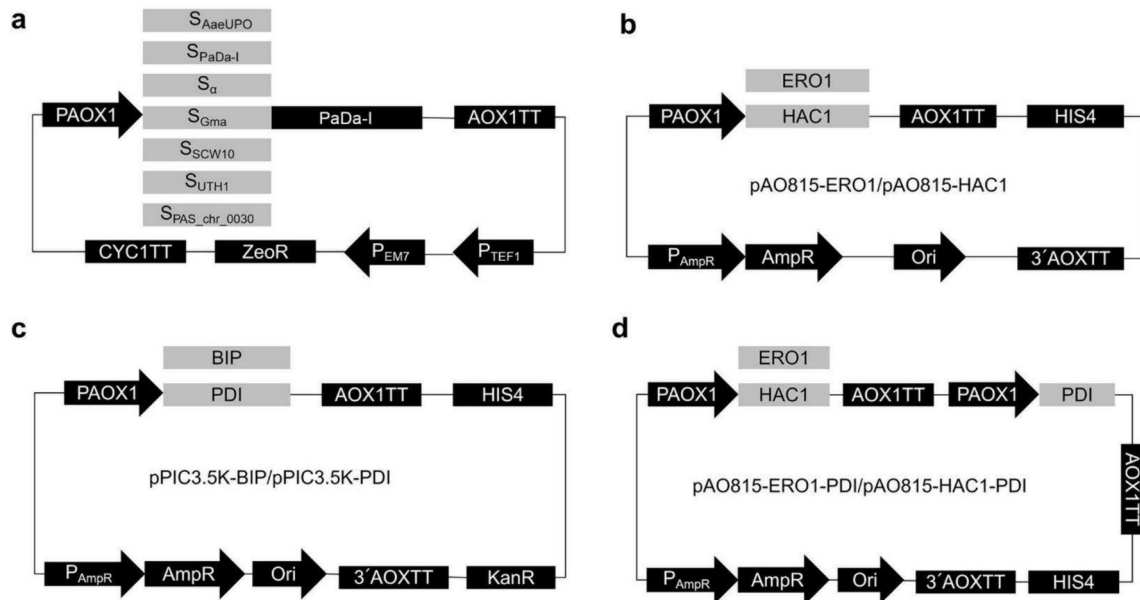 a
S_AaeUPO
S_PaDa-I
S_α
PAOX1 S_Gma PaDa-I AOX1TT
S_SCW10
S_UTH1
S_PAS_chr_0030
CYC1TT ZeoR P_EM7 P_TEF1
b
ERO1
PAOX1 HAC1 AOX1TT HIS4
pAO815-ERO1/pAO815-HAC1
P_AmpR AmpR Ori 3´AOXTT
c
BIP
PAOX1 PDI AOX1TT HIS4
pPIC3.5K-BIP/pPIC3.5K-PDI
P_AmpR AmpR Ori 3´AOXTT KanR
d
ERO1
PAOX1 HAC1 AOX1TT PAOX1 PDI
AOX1TT
pAO815-ERO1-PDI/pAO815-HAC1-PDI
P_AmpR AmpR Ori 3´AOXTT HIS4